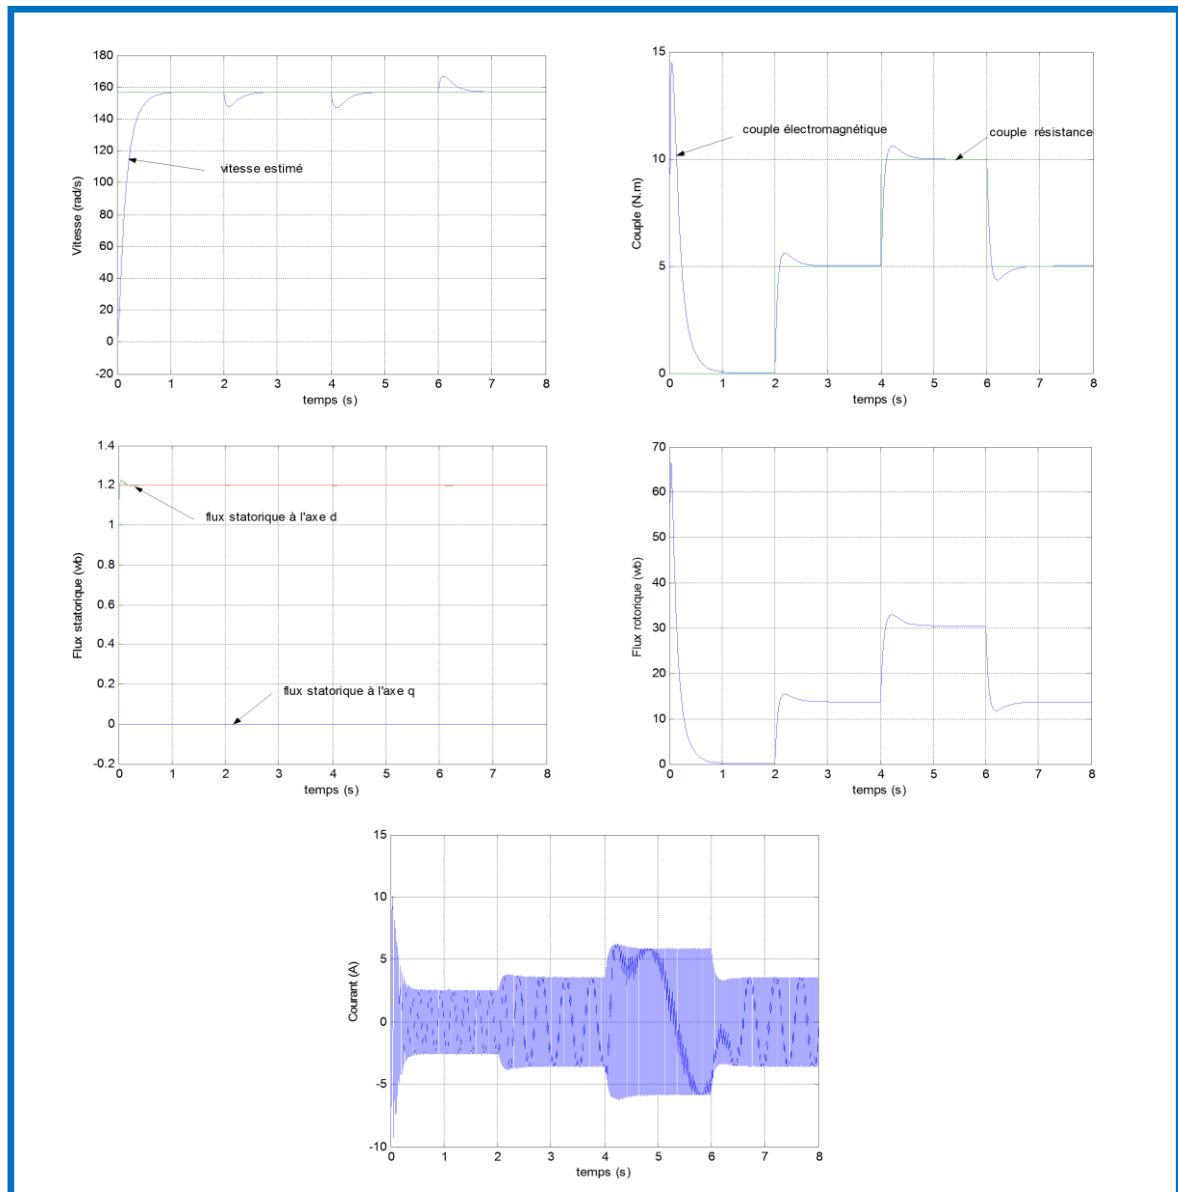 180
160
140
120
100
80
60
40
20
0
-20
Vitesse (rad/s)
vitesse estimé
0 1 2 3 4 5 6 7 8
temps (s)
15
10
5
0
Couple (N.m)
couple électromagnétique
couple résistance
0 1 2 3 4 5 6 7 8
temps (s)
1.4
1.2
1
0.8
0.6
0.4
0.2
0
-0.2
Flux statorique (wb)
flux statorique à l'axe d
flux statorique à l'axe q
0 1 2 3 4 5 6 7 8
temps (s)
70
60
50
40
30
20
10
0
Flux rotorique (wb)
0 1 2 3 4 5 6 7 8
temps (s)
15
10
5
0
-5
-10
Courant (A)
0 1 2 3 4 5 6 7 8
temps (s)